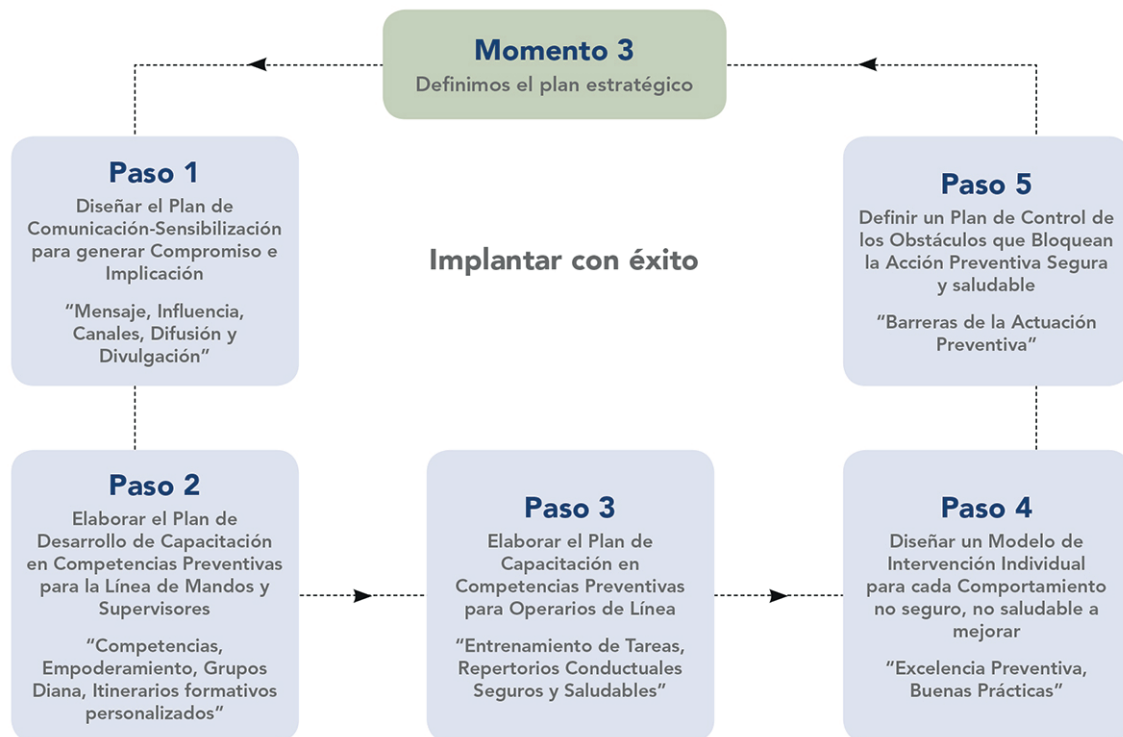 Momento 3
Definimos el plan estratégico
Paso 1
Diseñar el Plan de
Comunicación-Sensibilización
para generar Compromiso e
Implicación
“Mensaje, Influencia,
Canales, Difusión y
Divulgación”
Implantar con éxito
Paso 5
Definir un Plan de Control de
los Obstáculos que Bloquean
la Acción Preventiva Segura
y saludable
“Barreras de la Actuación
Preventiva”
Paso 2
Elaborar el Plan de
Desarrollo de Capacitación
en Competencias Preventivas
para la Línea de Mandos y
Supervisores
“Competencias,
Empoderamiento, Grupos
Diana, Itinerarios formativos
personalizados”
Paso 3
Elaborar el Plan de
Capacitación en
Competencias Preventivas
para Operarios de Línea
“Entrenamiento de Tareas,
Repertorios Conductuales
Seguros y Saludables”
Paso 4
Diseñar un Modelo de
Intervención Individual
para cada Comportamiento
no seguro, no saludable a
mejorar
“Excelencia Preventiva,
Buenas Prácticas”